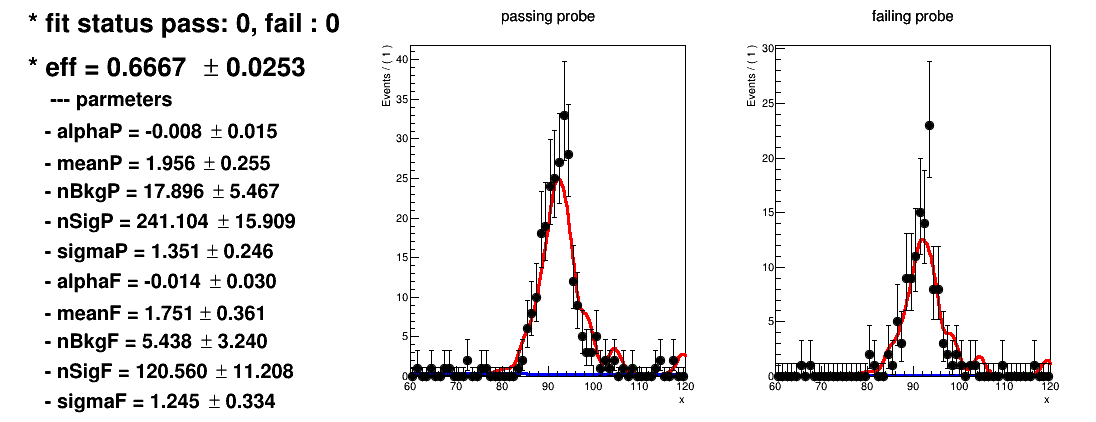 * fit status pass: 0, fail : 0
* eff = 0.6667 ± 0.0253
--- parmeters
- alphaP = -0.008 ± 0.015
- meanP = 1.956 ± 0.255
- nBkgP = 17.896 ± 5.467
- nSigP = 241.104 ± 15.909
- sigmaP = 1.351 ± 0.246
- alphaF = -0.014 ± 0.030
- meanF = 1.751 ± 0.361
- nBkgF = 5.438 ± 3.240
- nSigF = 120.560 ± 11.208
- sigmaF = 1.245 ± 0.334
passing probe
Events / ( 1 )
40
35
30
25
20
15
10
5
0
60 70 80 90 100 110 120
x
failing probe
Events / ( 1 )
30
25
20
15
10
5
0
60 70 80 90 100 110 120
x